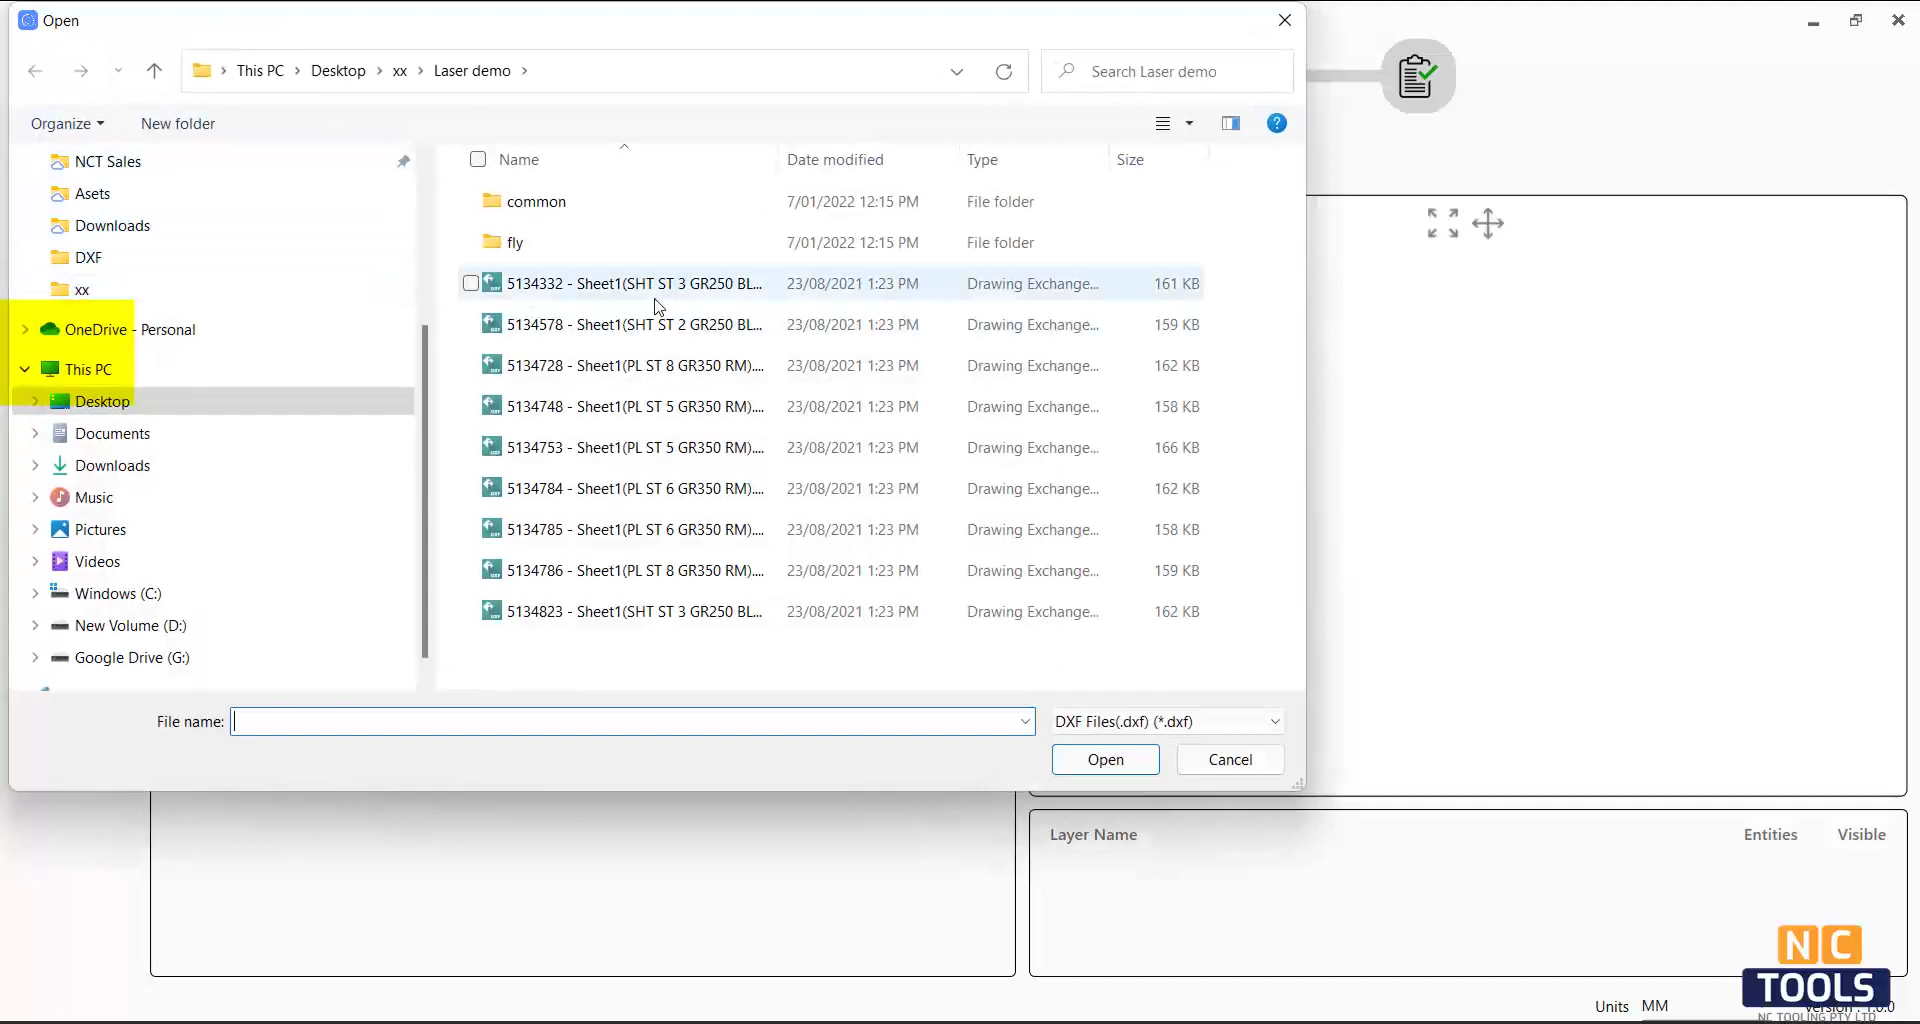 Open
This PC > Desktop > xx > Laser demo >
Search Laser demo
Organize
New folder
NCT Sales
Asets
Downloads
DXF
xx
OneDrive - Personal
This PC
Desktop
Documents
Downloads
Music
Pictures
Videos
Windows (C:)
New Volume (D:)
Google Drive (G:)
Name Date modified Type Size
common 7/01/2022 12:15 PM File folder
fly 7/01/2022 12:15 PM File folder
5134332 - Sheet1(SHT ST 3 GR250 BL... 23/08/2021 1:23 PM Drawing Exchange... 161 KB
5134578 - Sheet1(SHT ST 2 GR250 BL... 23/08/2021 1:23 PM Drawing Exchange... 159 KB
5134728 - Sheet1(PL ST 8 GR350 RM).... 23/08/2021 1:23 PM Drawing Exchange... 162 KB
5134748 - Sheet1(PL ST 5 GR350 RM).... 23/08/2021 1:23 PM Drawing Exchange... 158 KB
5134753 - Sheet1(PL ST 5 GR350 RM).... 23/08/2021 1:23 PM Drawing Exchange... 166 KB
5134784 - Sheet1(PL ST 6 GR350 RM).... 23/08/2021 1:23 PM Drawing Exchange... 162 KB
5134785 - Sheet1(PL ST 6 GR350 RM).... 23/08/2021 1:23 PM Drawing Exchange... 158 KB
5134786 - Sheet1(PL ST 8 GR350 RM).... 23/08/2021 1:23 PM Drawing Exchange... 159 KB
5134823 - Sheet1(SHT ST 3 GR250 BL... 23/08/2021 1:23 PM Drawing Exchange... 162 KB
File name:
DXF Files(.dxf) (*.dxf)
Open
Cancel
Layer Name Entities Visible
NC
TOOLS
NC TOOLING PTY LTD
Units MM